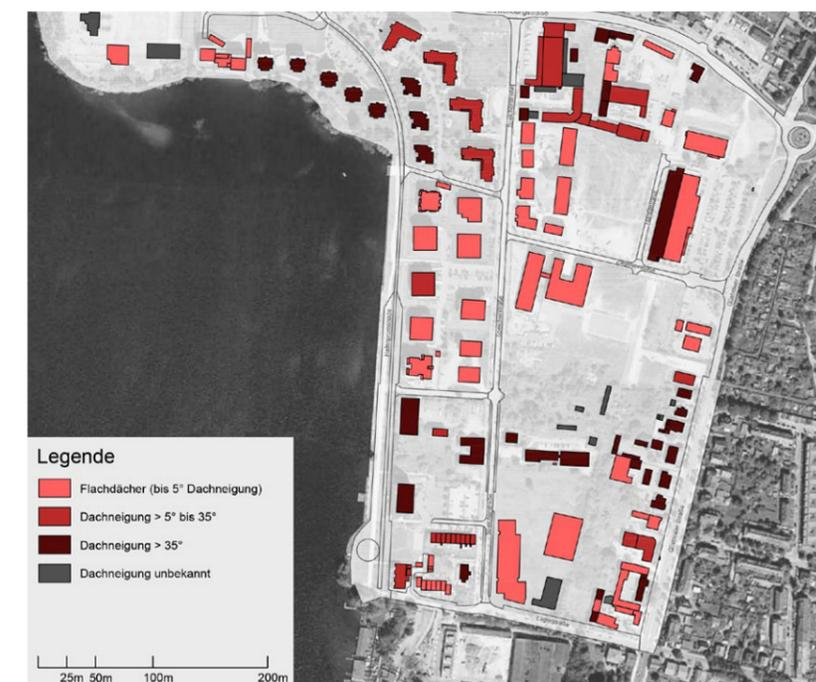 Legende
Flachdächer (bis 5° Dachneigung)
Dachneigung > 5° bis 35°
Dachneigung > 35°
Dachneigung unbekannt
25m 50m 100m 200m